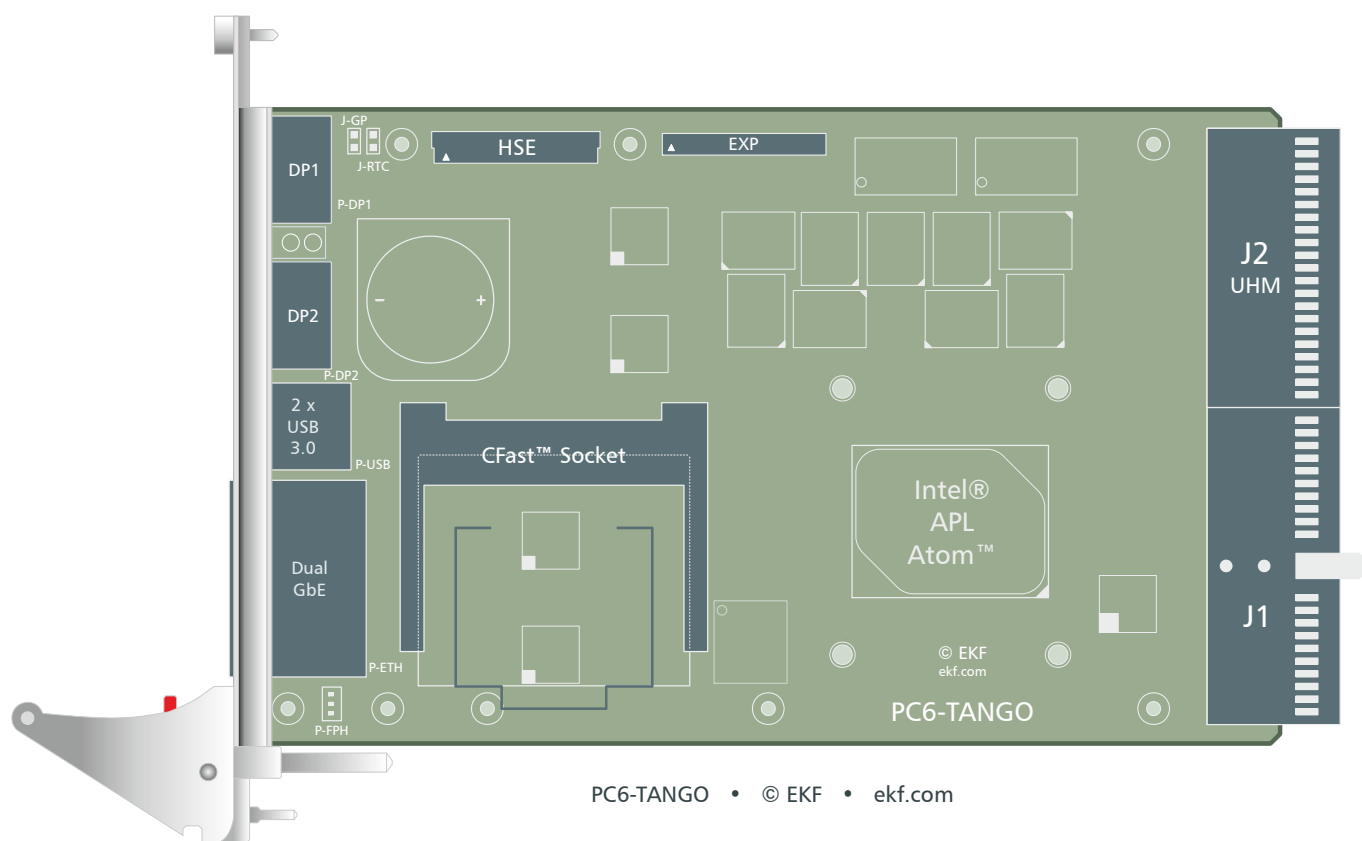 J-GP
J-RTC
HSE
EXP
DP1
P-DP1
DP2
P-DP2
− +
2 x
USB
3.0
P-USB
CFast™ Socket
Dual
GbE
P-ETH
P-FPH
Intel®
APL
Atom™
© EKF
ekf.com
PC6-TANGO
J2
UHM
J1
PC6-TANGO • © EKF • ekf.com